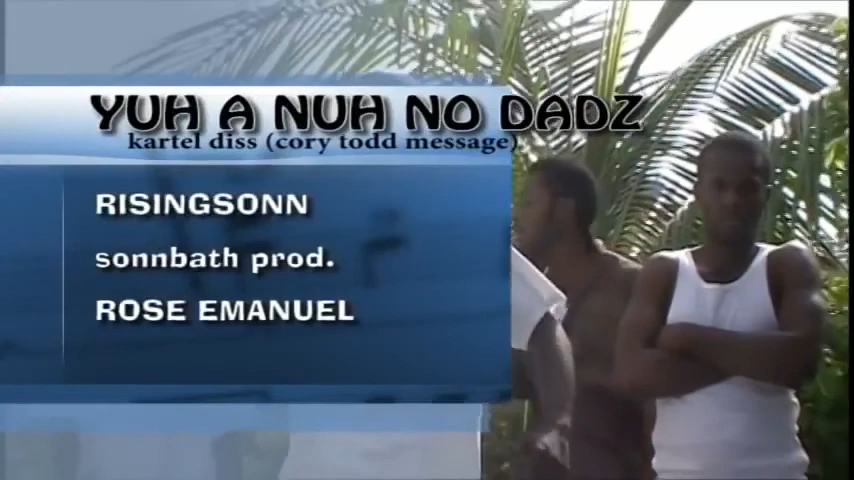 YUH A NUH NO DADZ
kartel diss (cory todd message)
RISINGSONN
sonnbath prod.
ROSE EMANUEL